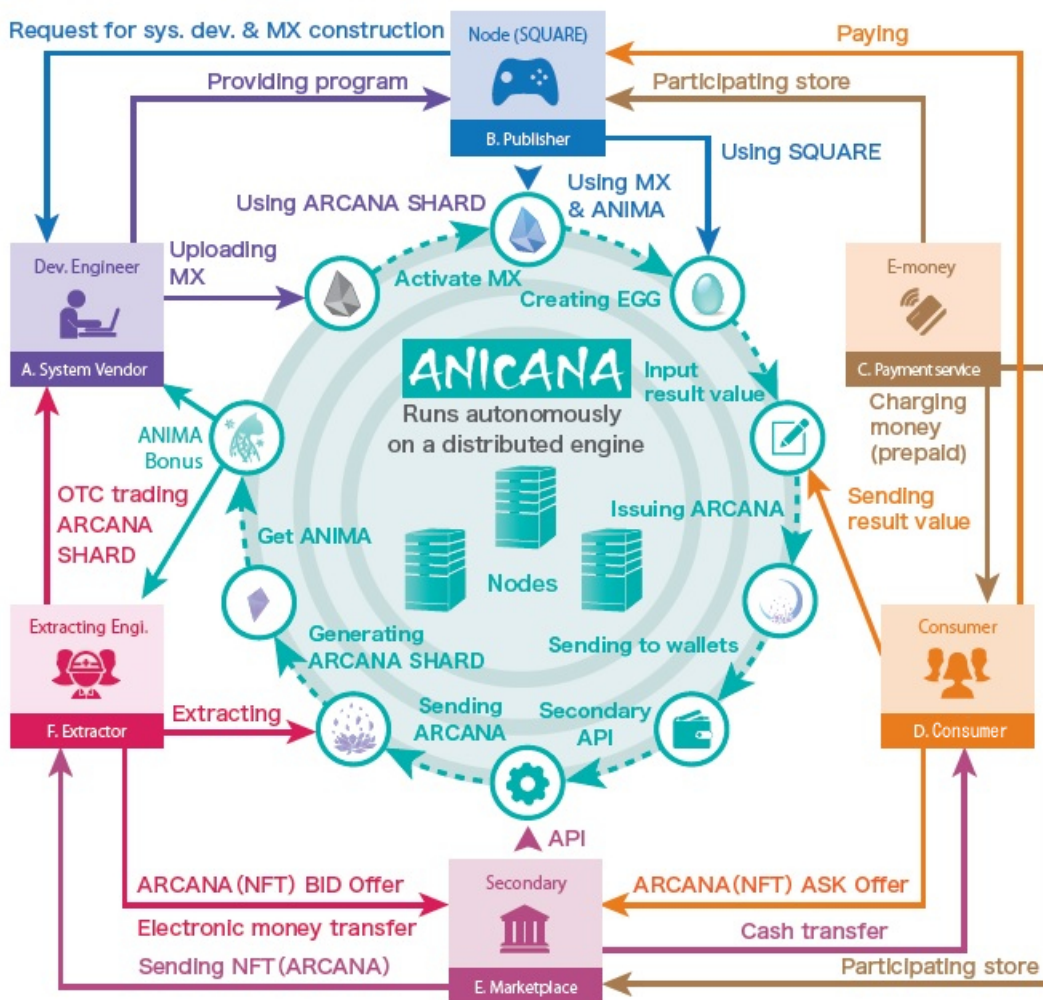 Request for sys. dev. & MX construction
Node (SQUARE)
Paying
Providing program
Participating store
B. Publisher
Using SQUARE
Using MX
& ANIMA
Using ARCANA SHARD
Dev. Engineer
Uploading
MX
Activate MX
Creating EGG
E-money
A. System Vendor
ANICANA
Runs autonomously
on a distributed engine
Input
result value
C. Payment service
Charging
money
(prepaid)
ANIMA
Bonus
OTC trading
ARCANA
SHARD
Get ANIMA
Issuing ARCANA
Sending
result value
Nodes
Extracting Engi.
Generating
ARCANA SHARD
Sending to wallets
Consumer
F. Extractor
Extracting
Sending
ARCANA
Secondary
API
D. Consumer
API
ARCANA(NFT) BID Offer
Secondary
ARCANA(NFT) ASK Offer
Electronic money transfer
Cash transfer
Sending NFT(ARCANA)
Participating store
E. Marketplace